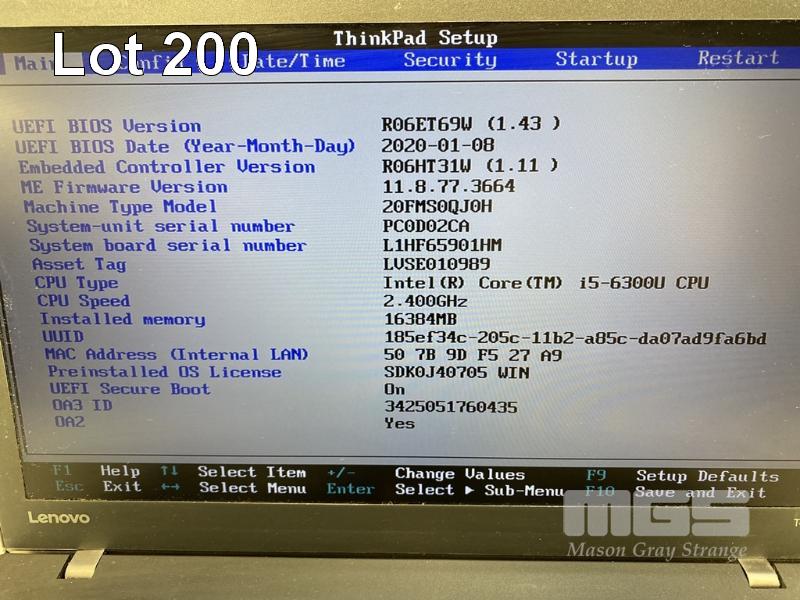 Lot 200
ThinkPad Setup
Main Config Date/Time Security Startup Restart
UEFI BIOS Version R06ET69W (1.43 )
UEFI BIOS Date (Year-Month-Day) 2020-01-08
Embedded Controller Version R06HT31W (1.11 )
ME Firmware Version 11.8.77.3664
Machine Type Model 20FMS0QJ0H
System-unit serial number PC0D02CA
System board serial number L1HF65901HM
Asset Tag LVSE010989
CPU Type Intel(R) Core(TM) i5-6300U CPU
CPU Speed 2.400GHz
Installed memory 16384MB
UUID 185ef34c-205c-11b2-a85c-da07ad9fa6bd
MAC Address (Internal LAN) 50 7B 9D F5 27 A9
Preinstalled OS License SDK0J40705 WIN
UEFI Secure Boot On
OA3 ID 3425051760435
OA2 Yes
F1 Help ↑↓ Select Item +/- Change Values F9 Setup Defaults
Esc Exit ←→ Select Menu Enter Select ▶ Sub-Menu F10 Save and Exit
Lenovo
MGS
Mason Gray Strange